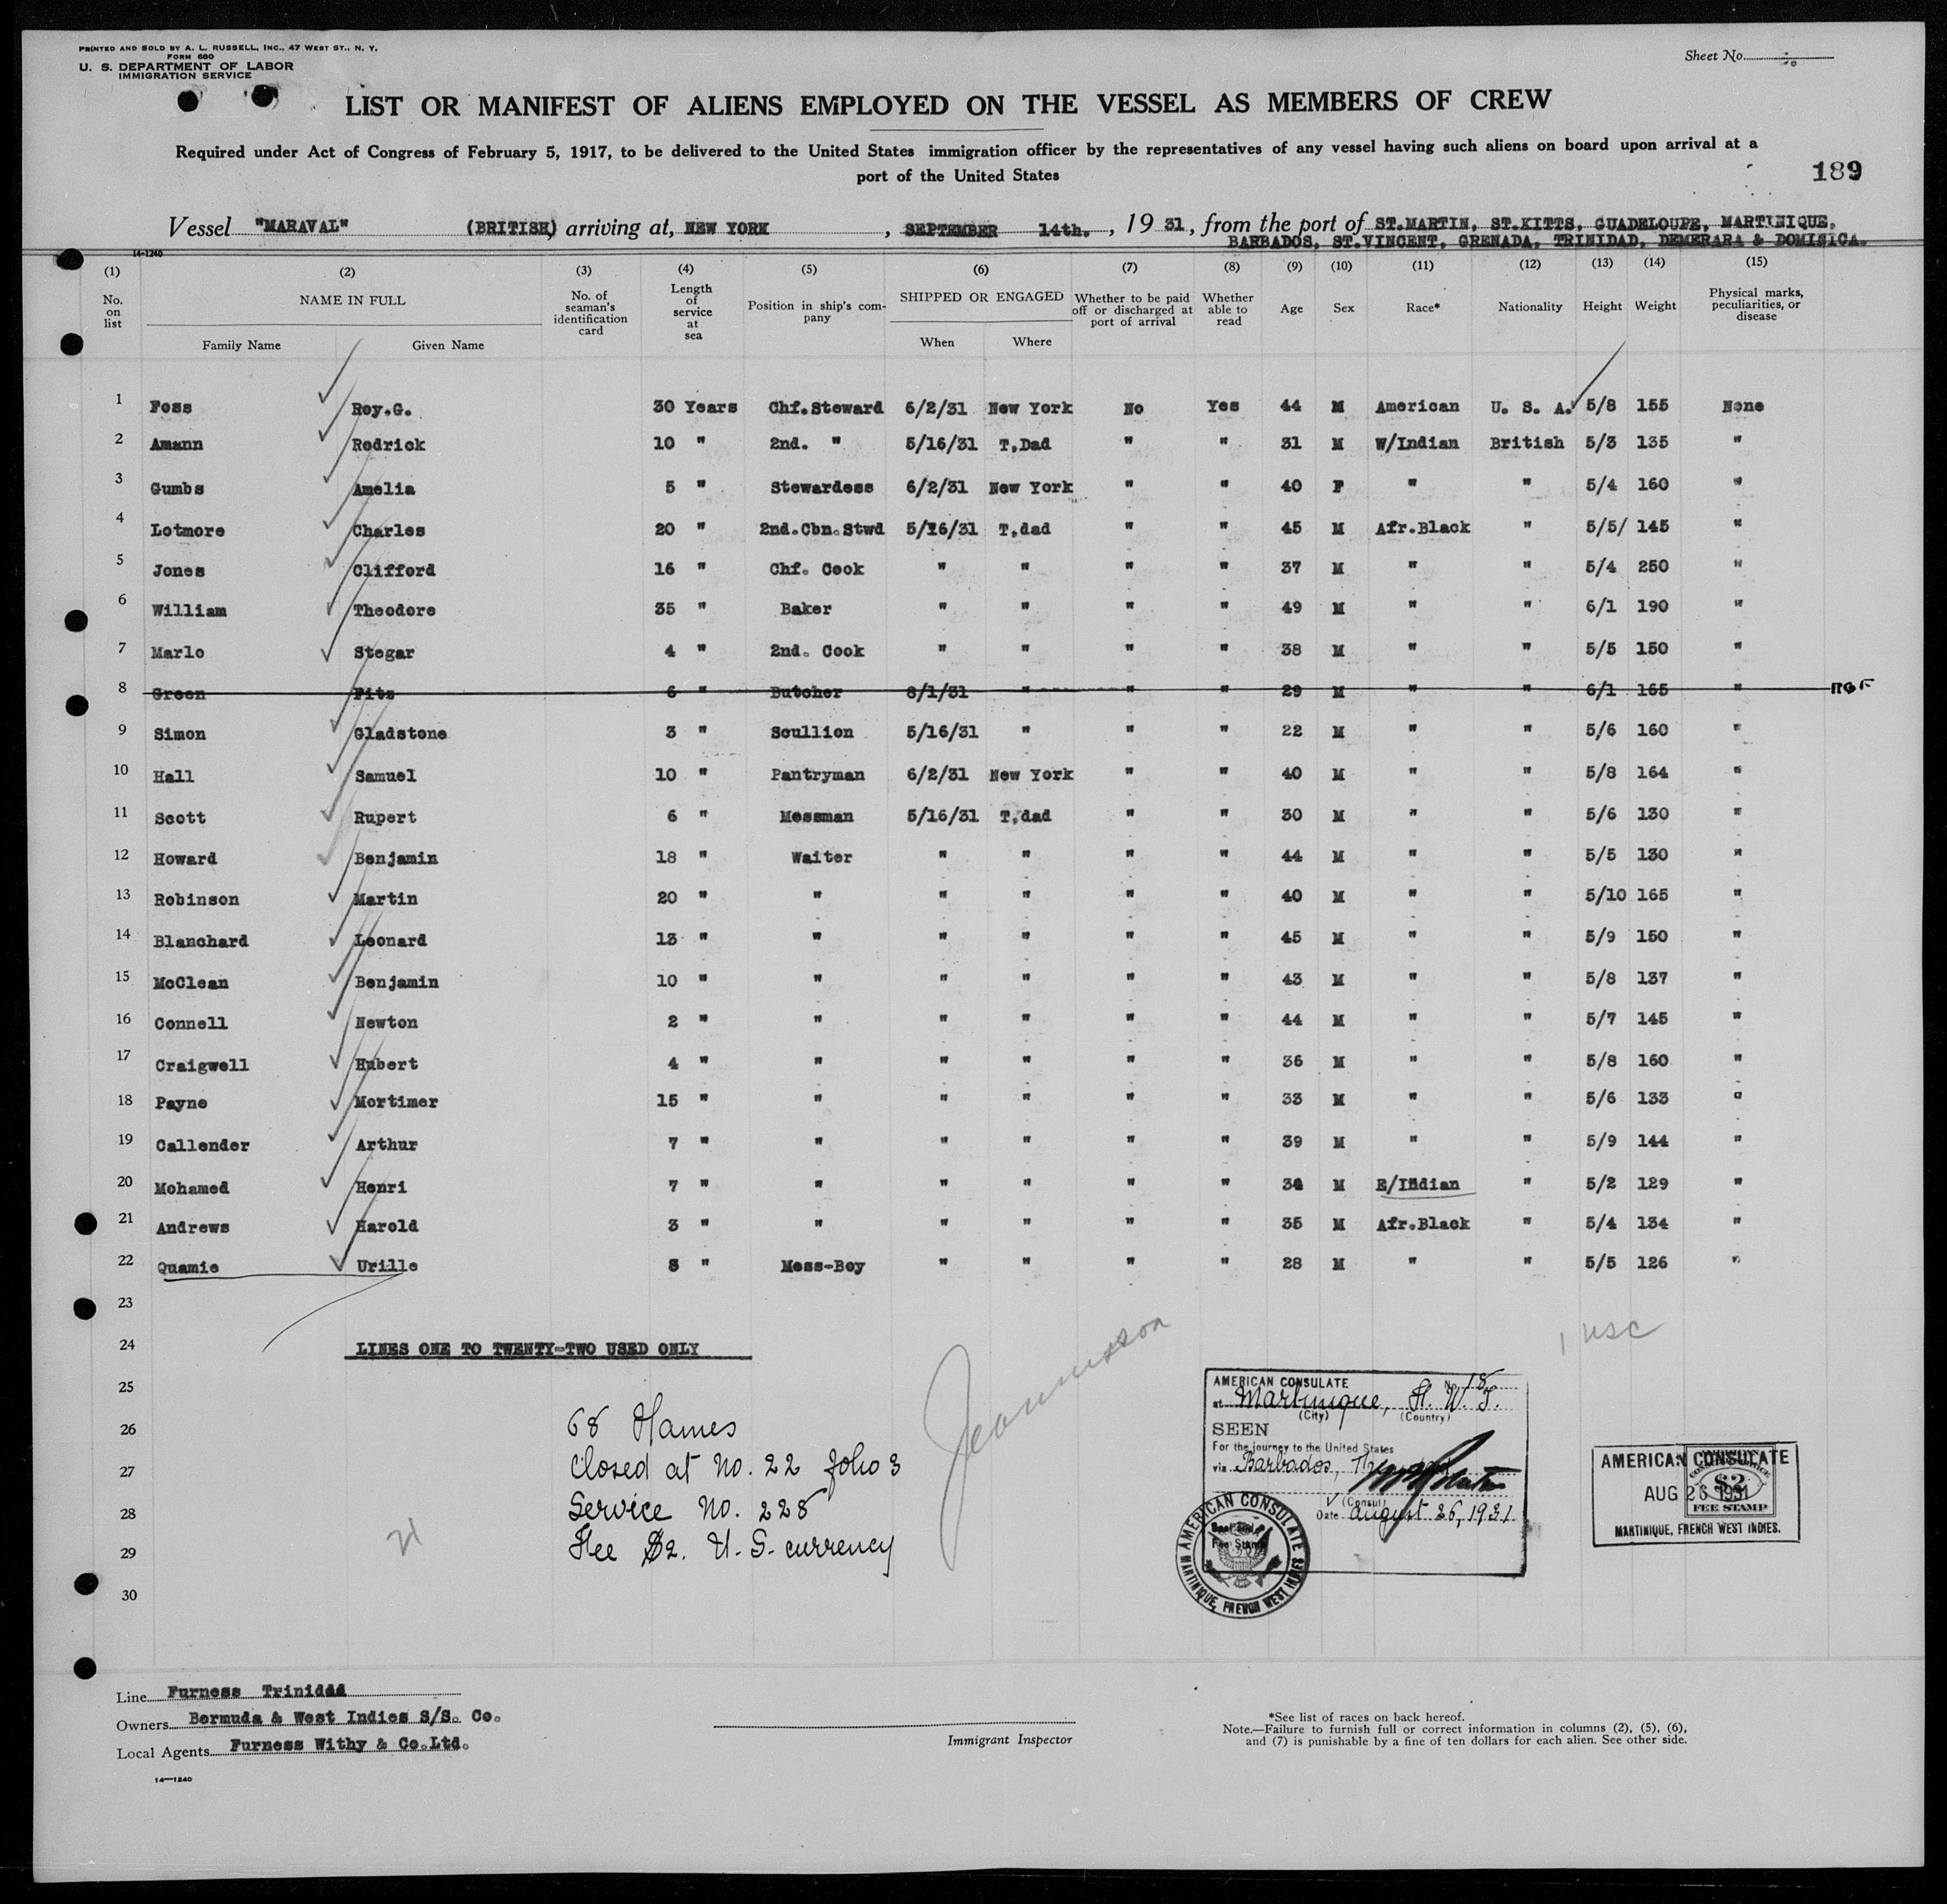 PRINTED AND SOLD BY A. L. RUSSELL, INC., 47 WEST ST., N. Y.
FORM 680
U. S. DEPARTMENT OF LABOR
IMMIGRATION SERVICE
Sheet No.
LIST OR MANIFEST OF ALIENS EMPLOYED ON THE VESSEL AS MEMBERS OF CREW
Required under Act of Congress of February 5, 1917, to be delivered to the United States immigration officer by the representatives of any vessel having such aliens on board upon arrival at a
port of the United States
189
Vessel "MARAVAL" (BRITISH) arriving at, NEW YORK, SEPTEMBER 14th., 1931, from the port of ST.MARTIN, ST.KITTS, GUADELOUPE, MARTINIQUE,
BARBADOS, ST.VINCENT, GRENADA, TRINIDAD, DEMERARA & DOMINICA.
14-1240
(1) (2) (3) (4) (5) (6) (7) (8) (9) (10) (11) (12) (13) (14) (15)
No. on list NAME IN FULL Family Name Given Name No. of seaman's identification card Length of service at sea Position in ship's company SHIPPED OR ENGAGED When Where Whether to be paid off or discharged at port of arrival Whether able to read Age Sex Race* Nationality Height Weight Physical marks, peculiarities, or disease
1 Foss Roy.G. 30 Years Chf.Steward 6/2/31 New York No Yes 44 M American U. S. A. 5/8 155 None
2 Amann Rodrick 10 " 2nd. " 5/16/31 T,Dad " " 31 M W/Indian British 5/3 135 "
3 Gumbs Amelia 5 " Stewardess 6/2/31 New York " " 40 F " " 5/4 160 "
4 Lotmore Charles 20 " 2nd.Cbn.Stwd 5/16/31 T,dad " " 45 M Afr.Black " 5/5/ 145 "
5 Jones Clifford 16 " Chf. Cook " " " " 37 M " " 5/4 250 "
6 William Theodore 35 " Baker " " " " 49 M " " 6/1 190 "
7 Marlo Stegar 4 " 2nd. Cook " " " " 38 M " " 5/5 150 "
8 Green Fitz 6 " Butcher 8/1/31 " " " 29 M " " 6/1 165 " RGF
9 Simon Gladstone 3 " Scullion 5/16/31 " " " 22 M " " 5/6 160 "
10 Hall Samuel 10 " Pantryman 6/2/31 New York " " 40 M " " 5/8 164 "
11 Scott Rupert 6 " Messman 5/16/31 T,dad " " 30 M " " 5/6 130 "
12 Howard Benjamin 18 " Waiter " " " " 44 M " " 5/5 130 "
13 Robinson Martin 20 " " " " " " 40 M " " 5/10 165 "
14 Blanchard Leonard 13 " " " " " " 45 M " " 5/9 150 "
15 McClean Benjamin 10 " " " " " " 43 M " " 5/8 137 "
16 Connell Newton 2 " " " " " " 44 M " " 5/7 145 "
17 Craigwell Hubert 4 " " " " " " 36 M " " 5/8 160 "
18 Payne Mortimer 15 " " " " " " 33 M " " 5/6 133 "
19 Callender Arthur 7 " " " " " " 39 M " " 5/9 144 "
20 Mohamed Henri 7 " " " " " " 34 M E/Indian " 5/2 129 "
21 Andrews Harold 3 " " " " " " 35 M Afr.Black " 5/4 134 "
22 Quamie Urille " Mess-Boy " " " " 28 M " " 5/5 126 "
23
24 LINES ONE TO TWENTY-TWO USED ONLY
1 usc
25
26
27
28
29
30
68 Names
Closed at No. 22 folio 3
Service No. 228
Fee $2. U. S. currency
21
AMERICAN CONSULATE
N 18
at Martinique, F. W. I.
(City) (Country)
SEEN
For the journey to the United States
via Barbados,
(Consul)
Date August 26, 1931
AMERICAN CONSULATE
MARTINIQUE, FRENCH WEST INDIES
AMERICAN CONSULATE
$2
AUG 26 1931
FEE STAMP
MARTINIQUE, FRENCH WEST INDIES.
Line Furness Trinidad
Owners Bermuda & West Indies S/S. Co.
Local Agents Furness Withy & Co.Ltd.
14—1240
Immigrant Inspector
*See list of races on back hereof.
Note.—Failure to furnish full or correct information in columns (2), (5), (6),
and (7) is punishable by a fine of ten dollars for each alien. See other side.